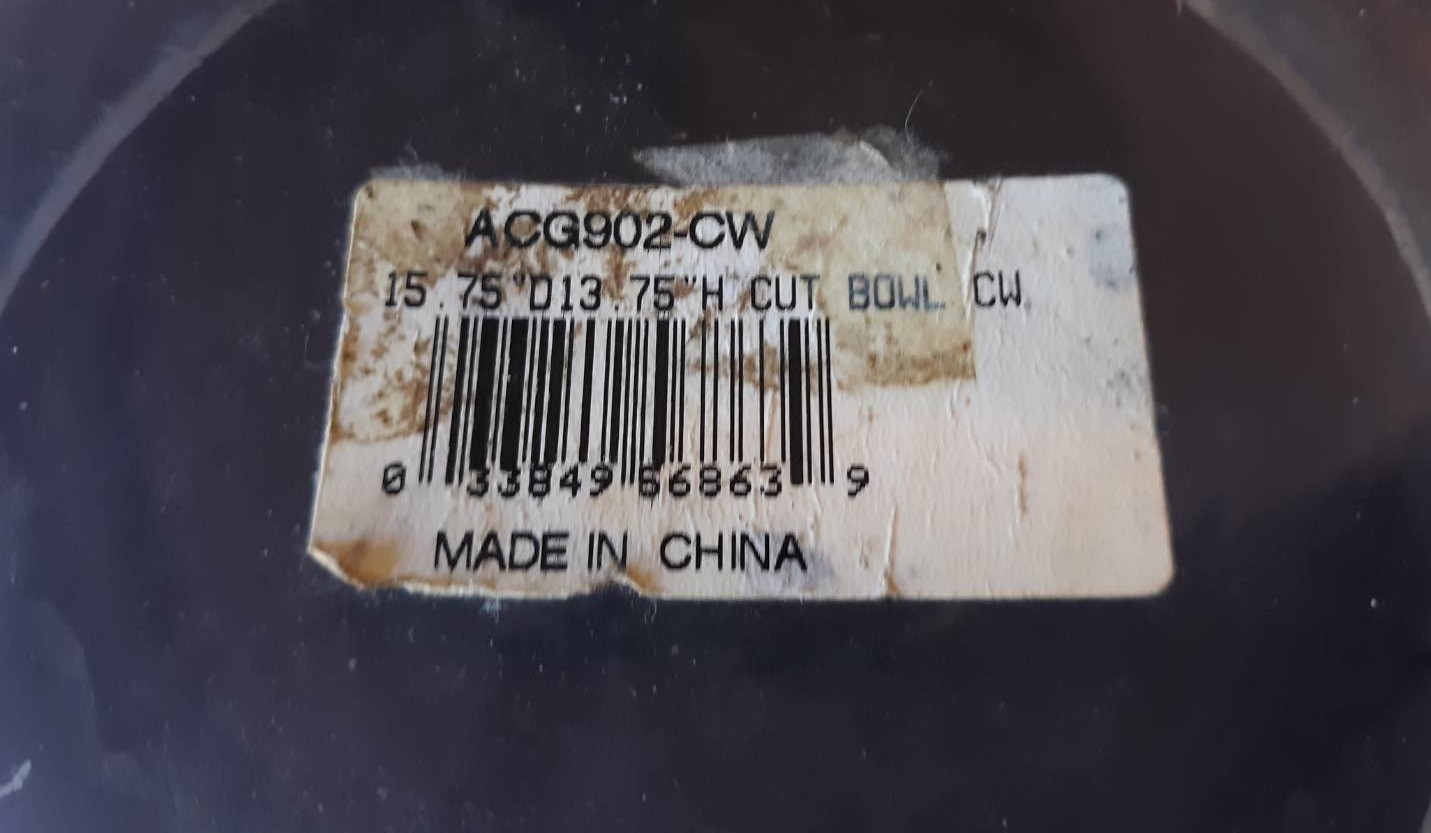 ACG902-CW
15.75"D13.75"H CUT BOWL CW
0 33849 56863 9
MADE IN CHINA